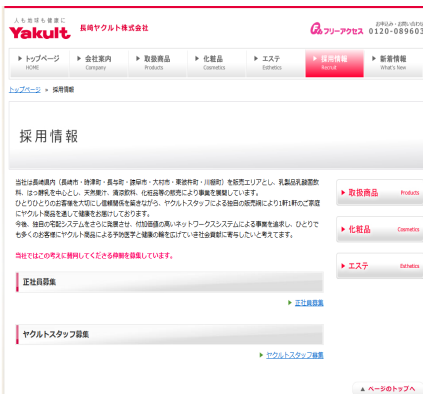 人も地球も健康に
Yakult 長崎ヤクルト株式会社
フリーアクセス 0120-089603
トップページ 会社案内 取扱商品 化粧品 エステ 採用情報 新着情報
HOME Company Products Cosmetics Esthetics Recruit What's New
トップページ » 採用情報
採用情報
当社は長崎県内（長崎市・時津町・長与町・諫早市・大村市・東彼杵町・川棚町）を販売エリアとし、乳製品乳酸菌飲
料、はっ酵乳を中心とし、天然果汁、清涼飲料、化粧品等の販売により事業を展開しています。
ひとりひとりのお客様を大切にし信頼関係を築きながら、ヤクルトスタッフによる独自の販売網により1軒1軒のご家庭
にヤクルト商品を通して健康をお届けしております。
今後、独自の宅配システムをさらに発展させ、付加価値の高いネットワークスシステムによる事業を追求し、ひとりで
も多くのお客様にヤクルト商品による予防医学と健康の輪を広げていき社会貢献に寄与したいと考えてます。
当社ではこの考えに賛同してくださる仲間を募集しています。
正社員募集
▶ 正社員募集
ヤクルトスタッフ募集
▶ ヤクルトスタッフ募集
▶ 取扱商品 Products
▶ 化粧品 Cosmetics
▶ エステ Esthetics
▲ ページのトップへ